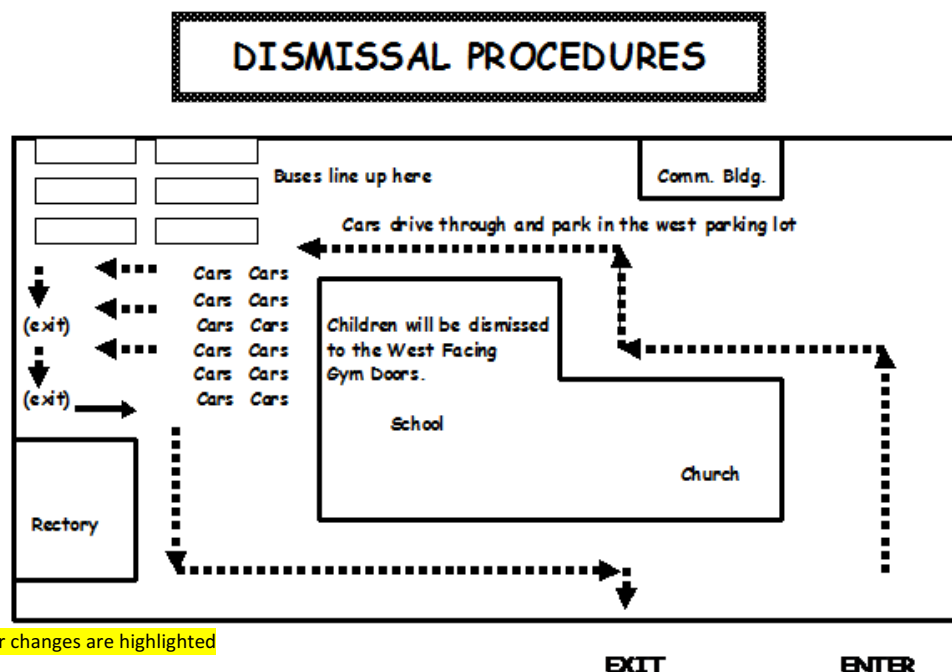 DISMISSAL PROCEDURES
Buses line up here
Comm. Bldg.
Cars drive through and park in the west parking lot
Cars Cars
Cars Cars
Cars Cars
Cars Cars
Cars Cars
Cars Cars
(exit)
(exit)
Children will be dismissed
to the West Facing
Gym Doors.
School
Church
Rectory
changes are highlighted
EXIT
ENTER